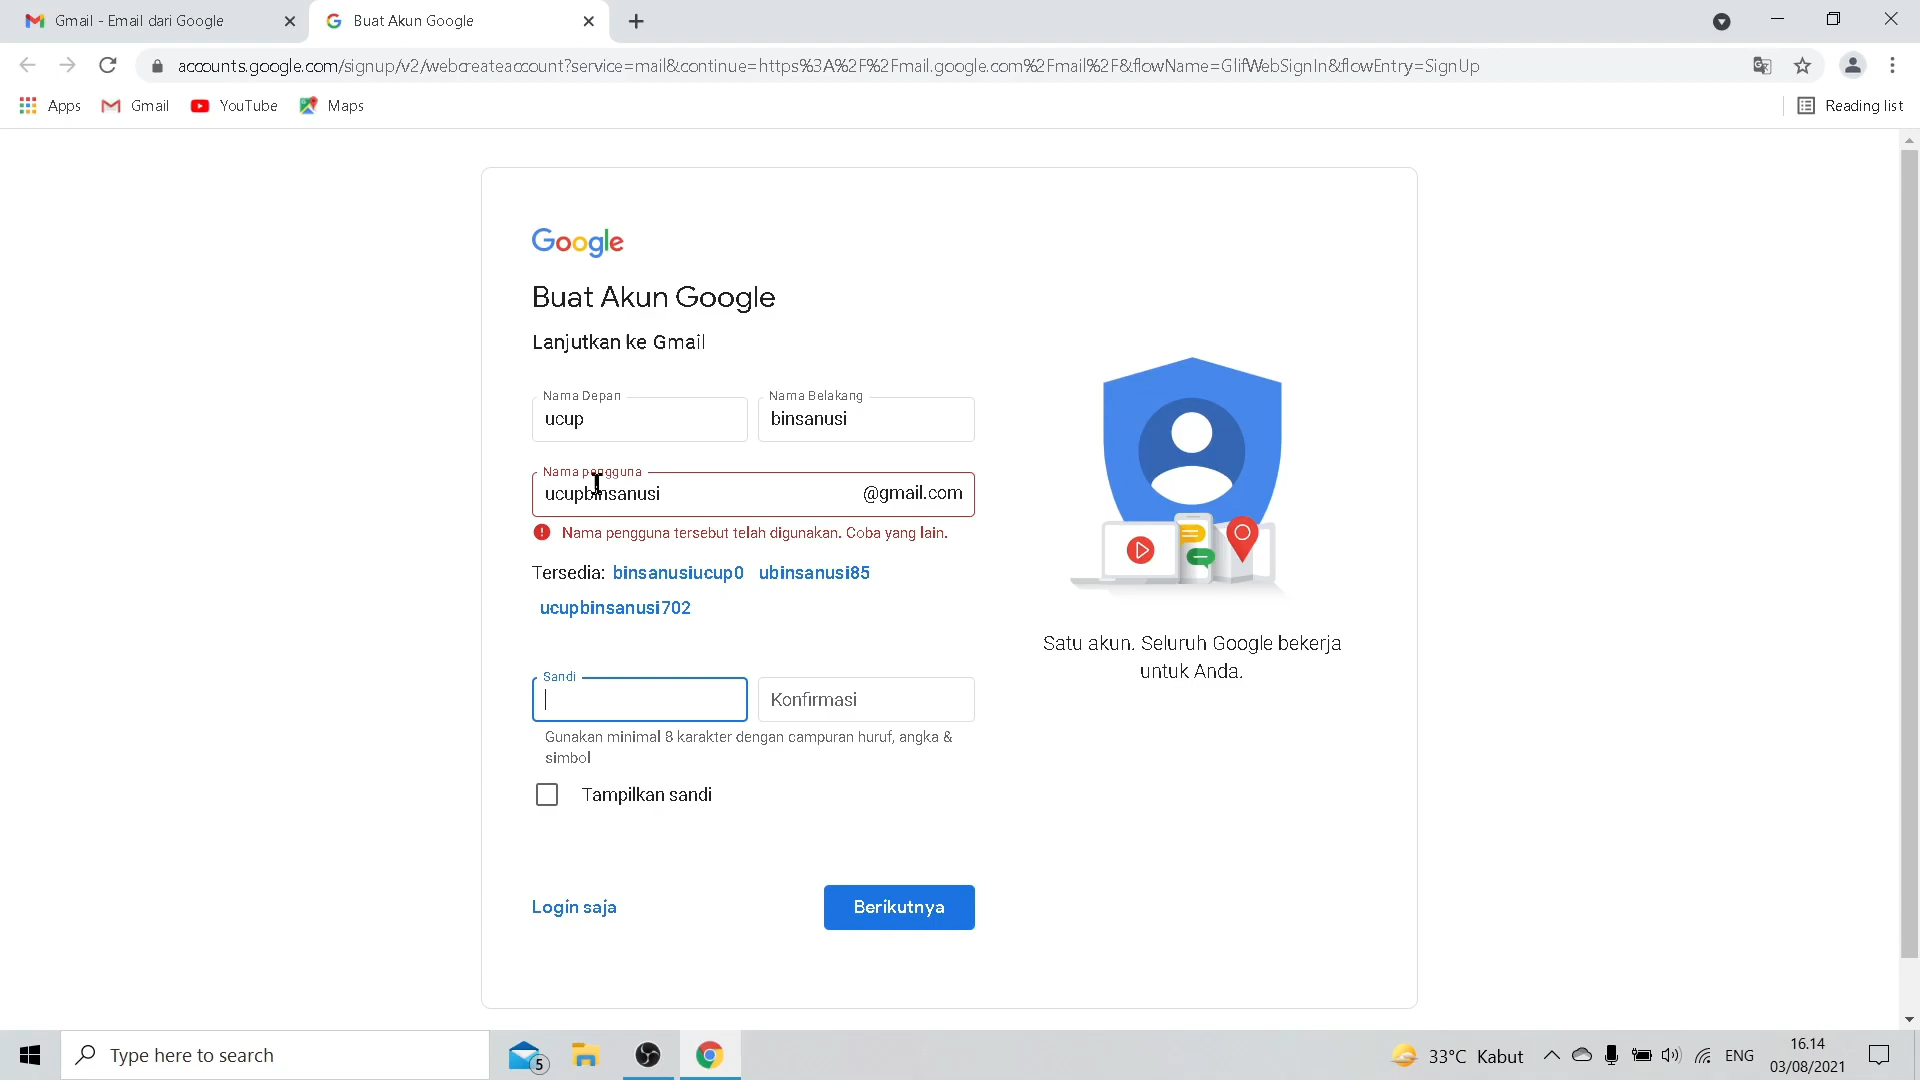 Gmail - Email dari Google
Buat Akun Google
accounts.google.com/signup/v2/webcreateaccount?service=mail&continue=https%3A%2F%2Fmail.google.com%2Fmail%2F&flowName=GlifWebSignIn&flowEntry=SignUp
Apps
Gmail
YouTube
Maps
Reading list
Google
Buat Akun Google
Lanjutkan ke Gmail
Nama Depan
Nama Belakang
ucup
binsanusi
Nama pengguna
ucupbinsanusi
@gmail.com
Nama pengguna tersebut telah digunakan. Coba yang lain.
Tersedia: binsanusiucup0 ubinsanusi85
ucupbinsanusi702
Sandi
Konfirmasi
Gunakan minimal 8 karakter dengan campuran huruf, angka &
simbol
Tampilkan sandi
Login saja
Berikutnya
Satu akun. Seluruh Google bekerja
untuk Anda.
Type here to search
5
33°C Kabut
ENG
16.14
03/08/2021